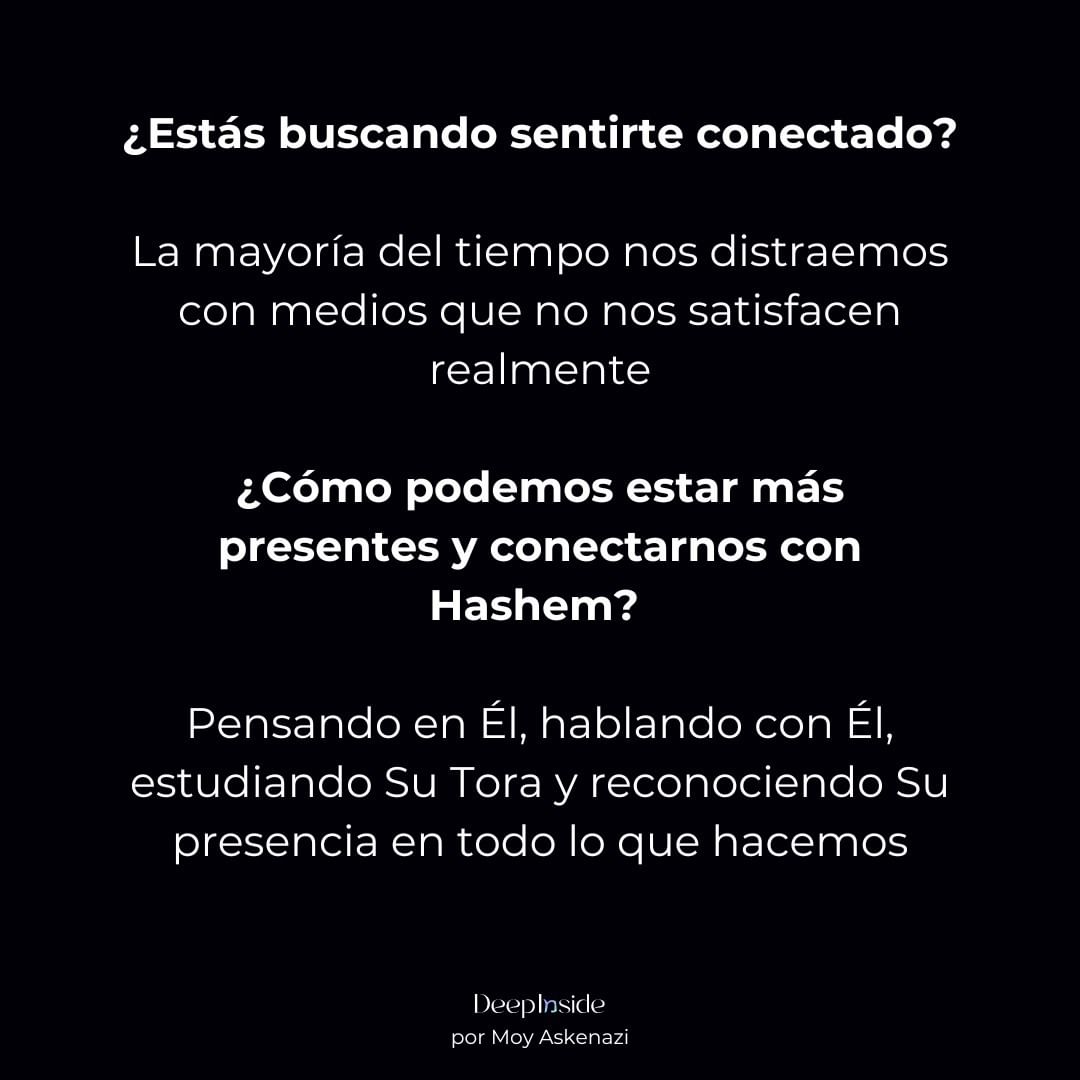 ¿Estás buscando sentirte conectado?
La mayoría del tiempo nos distraemos
con medios que no nos satisfacen
realmente
¿Cómo podemos estar más
presentes y conectarnos con
Hashem?
Pensando en Él, hablando con Él,
estudiando Su Tora y reconociendo Su
presencia en todo lo que hacemos
DeepInside
por Moy Askenazi